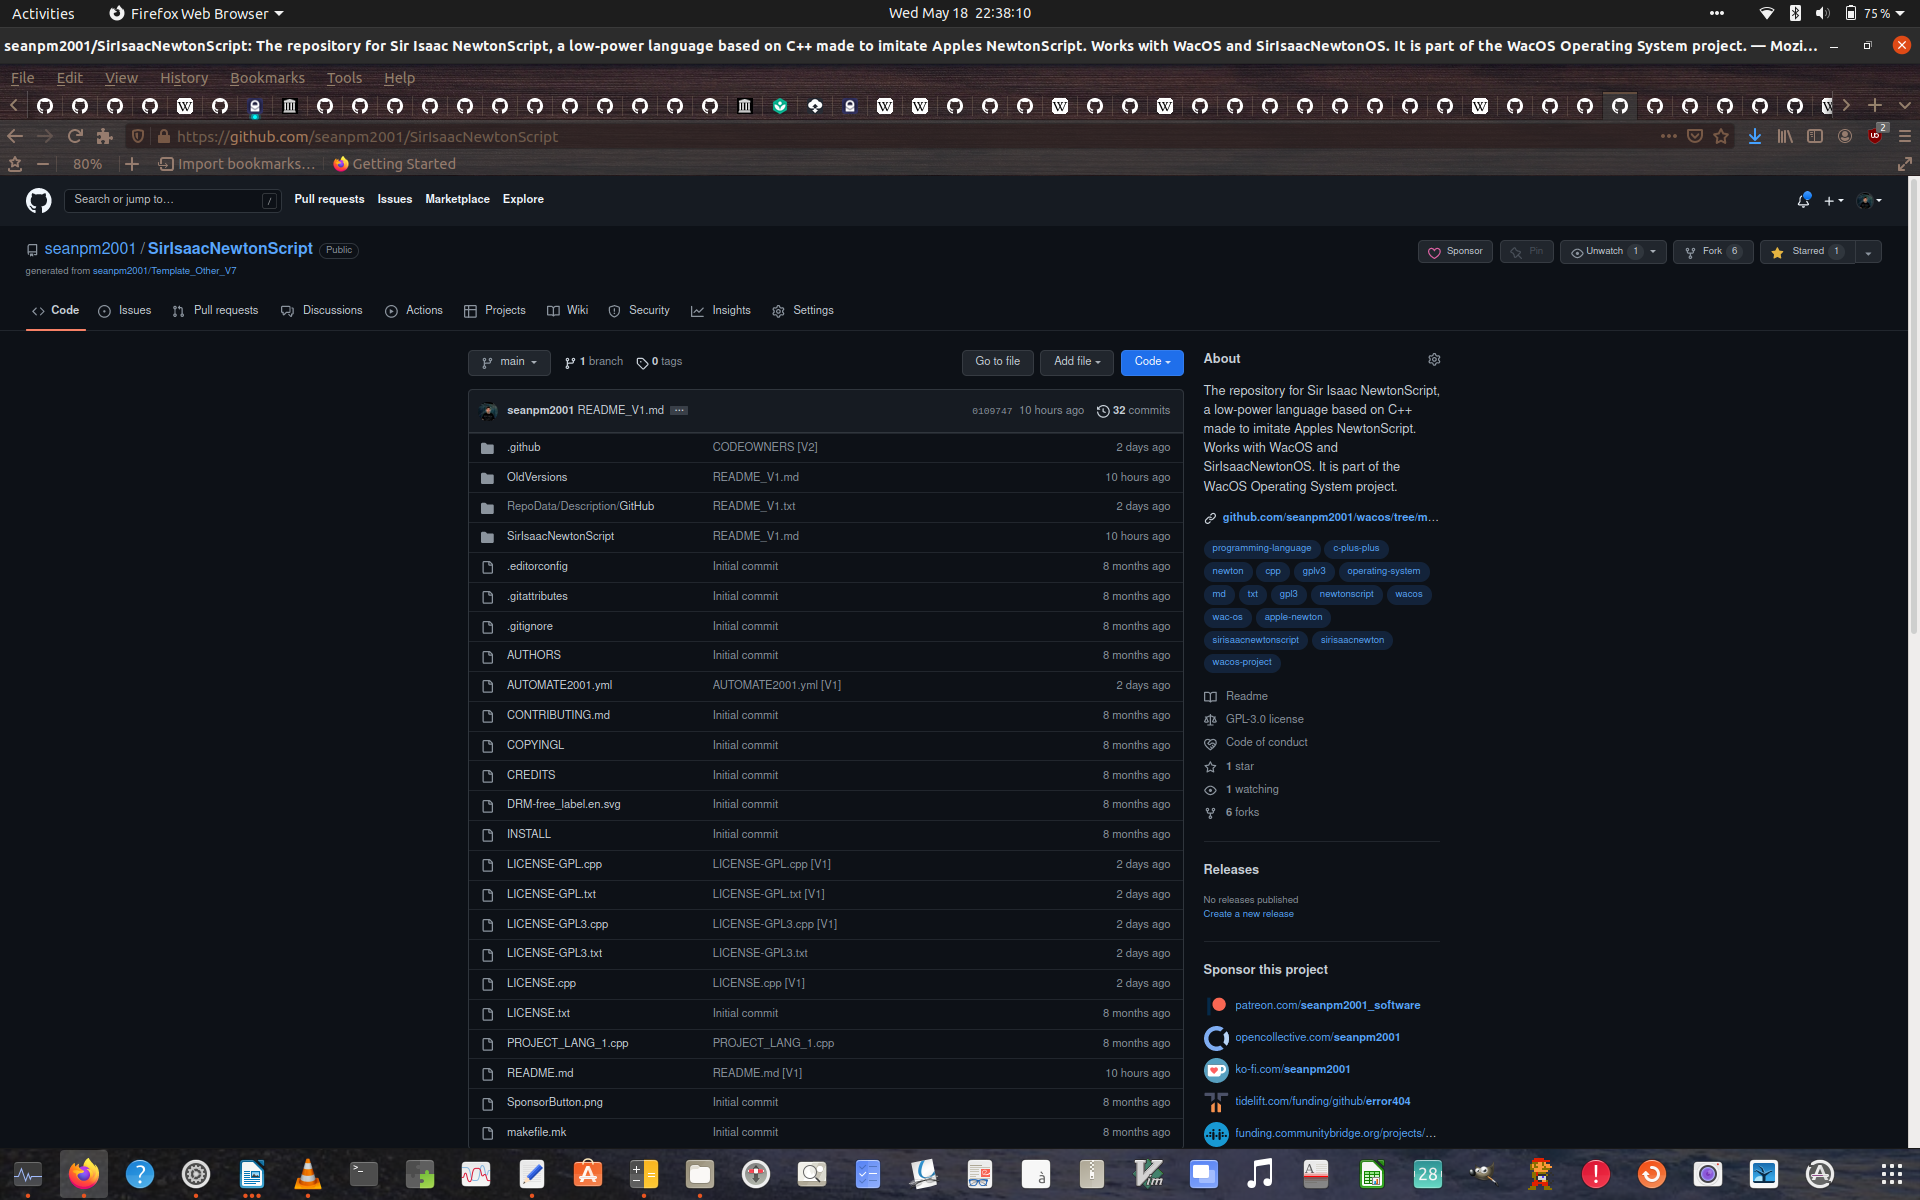 Activities
Firefox Web Browser
Wed May 18 22:38:10
75 %
seanpm2001/SirIsaacNewtonScript: The repository for Sir Isaac NewtonScript, a low-power language based on C++ made to imitate Apples NewtonScript. Works with WacOS and SirIsaacNewtonOS. It is part of the WacOS Operating System project. — Mozi…
File Edit View History Bookmarks Tools Help
https://github.com/seanpm2001/SirIsaacNewtonScript
2
80%
Import bookmarks…
Getting Started
Search or jump to…
/
Pull requests Issues Marketplace Explore
seanpm2001 / SirIsaacNewtonScript Public
generated from seanpm2001/Template_Other_V7
Sponsor
Pin
Unwatch 1
Fork 6
Starred 1
Code Issues Pull requests Discussions Actions Projects Wiki Security Insights Settings
main 1 branch 0 tags
Go to file Add file Code
seanpm2001 README_V1.md … 0109747 10 hours ago 32 commits
.github CODEOWNERS [V2] 2 days ago
OldVersions README_V1.md 10 hours ago
RepoData/Description/GitHub README_V1.txt 2 days ago
SirIsaacNewtonScript README_V1.md 10 hours ago
.editorconfig Initial commit 8 months ago
.gitattributes Initial commit 8 months ago
.gitignore Initial commit 8 months ago
AUTHORS Initial commit 8 months ago
AUTOMATE2001.yml AUTOMATE2001.yml [V1] 2 days ago
CONTRIBUTING.md Initial commit 8 months ago
COPYINGL Initial commit 8 months ago
CREDITS Initial commit 8 months ago
DRM-free_label.en.svg Initial commit 8 months ago
INSTALL Initial commit 8 months ago
LICENSE-GPL.cpp LICENSE-GPL.cpp [V1] 2 days ago
LICENSE-GPL.txt LICENSE-GPL.txt [V1] 2 days ago
LICENSE-GPL3.cpp LICENSE-GPL3.cpp [V1] 2 days ago
LICENSE-GPL3.txt LICENSE-GPL3.txt 2 days ago
LICENSE.cpp LICENSE.cpp [V1] 2 days ago
LICENSE.txt Initial commit 8 months ago
PROJECT_LANG_1.cpp PROJECT_LANG_1.cpp 8 months ago
README.md README.md [V1] 10 hours ago
SponsorButton.png Initial commit 8 months ago
makefile.mk Initial commit 8 months ago
About
The repository for Sir Isaac NewtonScript,
a low-power language based on C++
made to imitate Apples NewtonScript.
Works with WacOS and
SirIsaacNewtonOS. It is part of the
WacOS Operating System project.
github.com/seanpm2001/wacos/tree/m…
programming-language c-plus-plus
newton cpp gplv3 operating-system
md txt gpl3 newtonscript wacos
wac-os apple-newton
sirisaacnewtonscript sirisaacnewton
wacos-project
Readme
GPL-3.0 license
Code of conduct
1 star
1 watching
6 forks
Releases
No releases published
Create a new release
Sponsor this project
patreon.com/seanpm2001_software
opencollective.com/seanpm2001
ko-fi.com/seanpm2001
tidelift.com/funding/github/error404
funding.communitybridge.org/projects/…
28